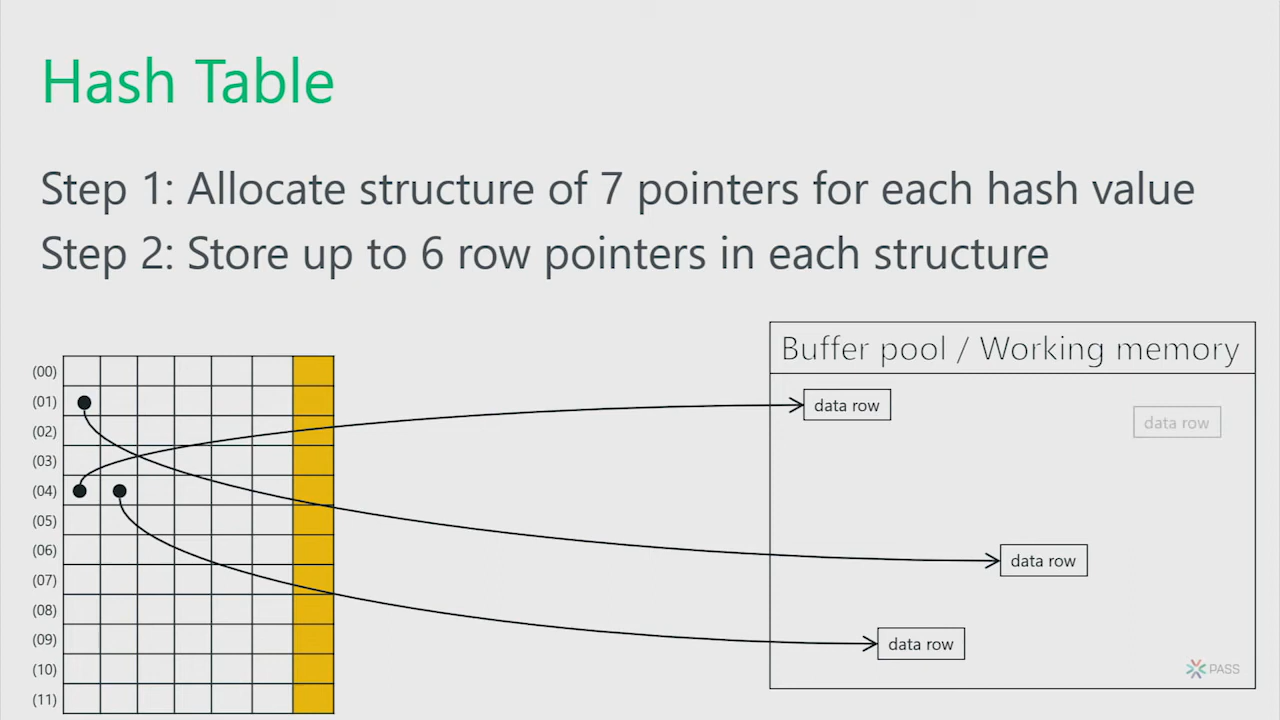 Hash Table
Step 1: Allocate structure of 7 pointers for each hash value
Step 2: Store up to 6 row pointers in each structure
Buffer pool / Working memory
(00)
(01)
(02)
(03)
(04)
(05)
(06)
(07)
(08)
(09)
(10)
(11)
data row
data row
data row
data row
PASS